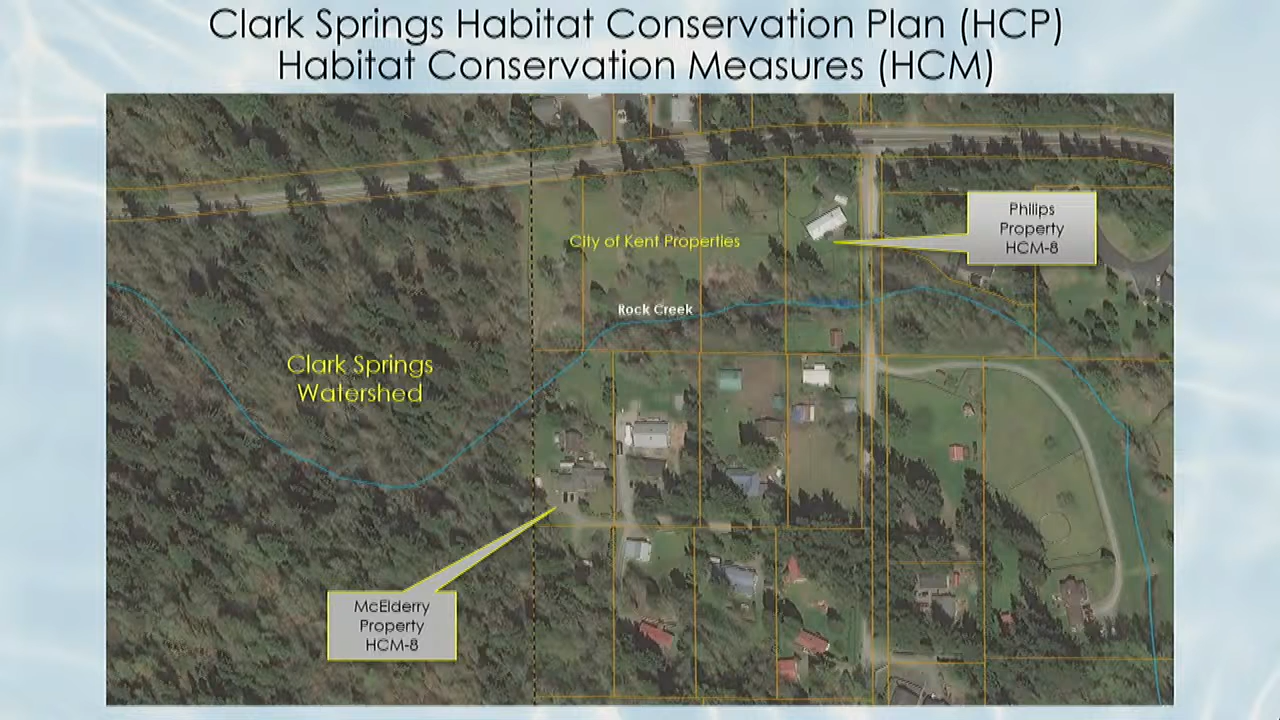 Clark Springs Habitat Conservation Plan (HCP)
Habitat Conservation Measures (HCM)
Philips
Property
HCM-8
City of Kent Properties
Rock Creek
Clark Springs
Watershed
McElderry
Property
HCM-8